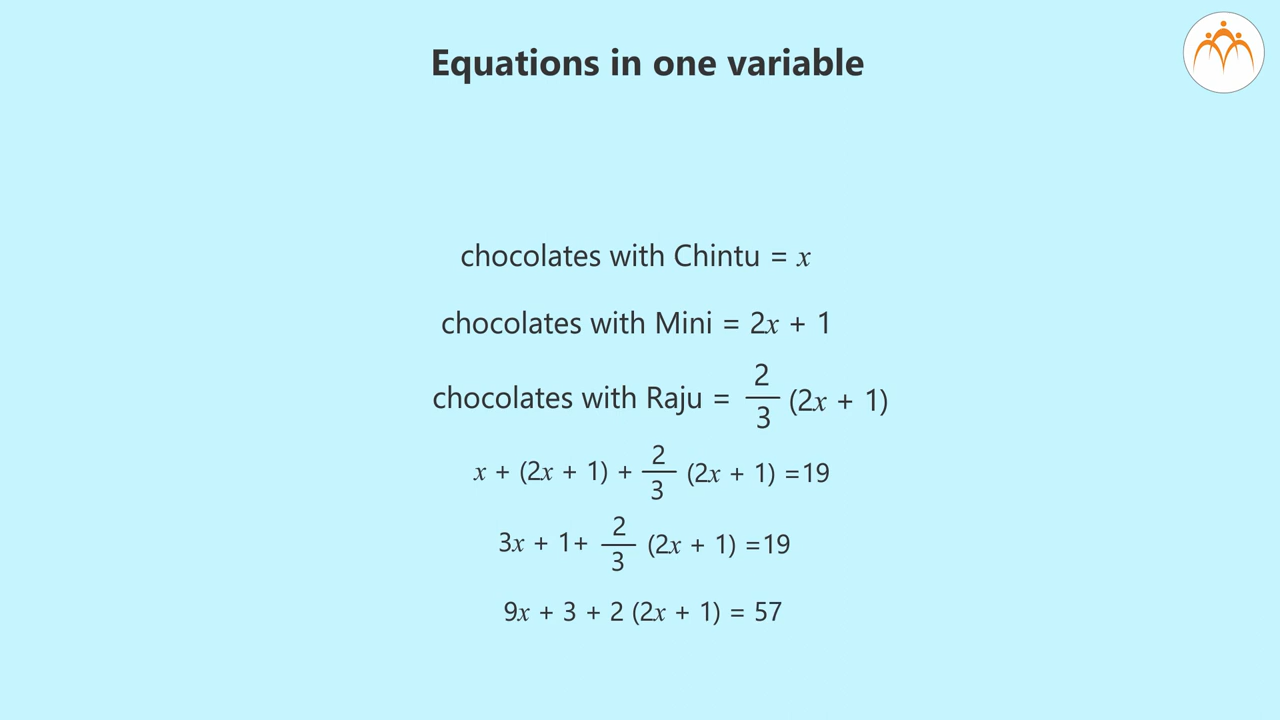 Equations in one variable
chocolates with Chintu = x
chocolates with Mini = 2x + 1
chocolates with Raju = 2/3 (2x + 1)
x + (2x + 1) + 2/3 (2x + 1) =19
3x + 1+ 2/3 (2x + 1) =19
9x + 3 + 2 (2x + 1) = 57